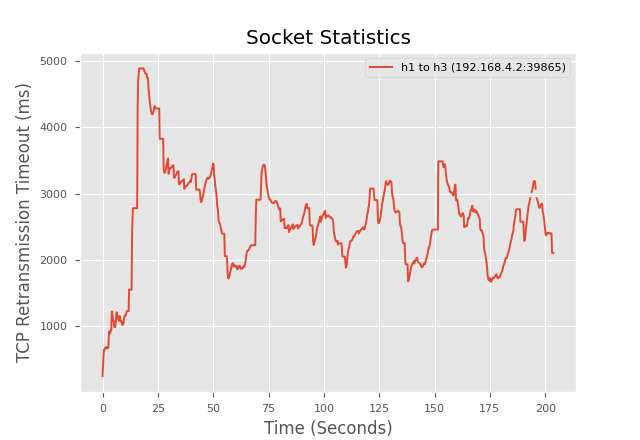 Socket Statistics
h1 to h3 (192.168.4.2:39865)
TCP Retransmission Timeout (ms)
5000
4000
3000
2000
1000
0 25 50 75 100 125 150 175 200
Time (Seconds)